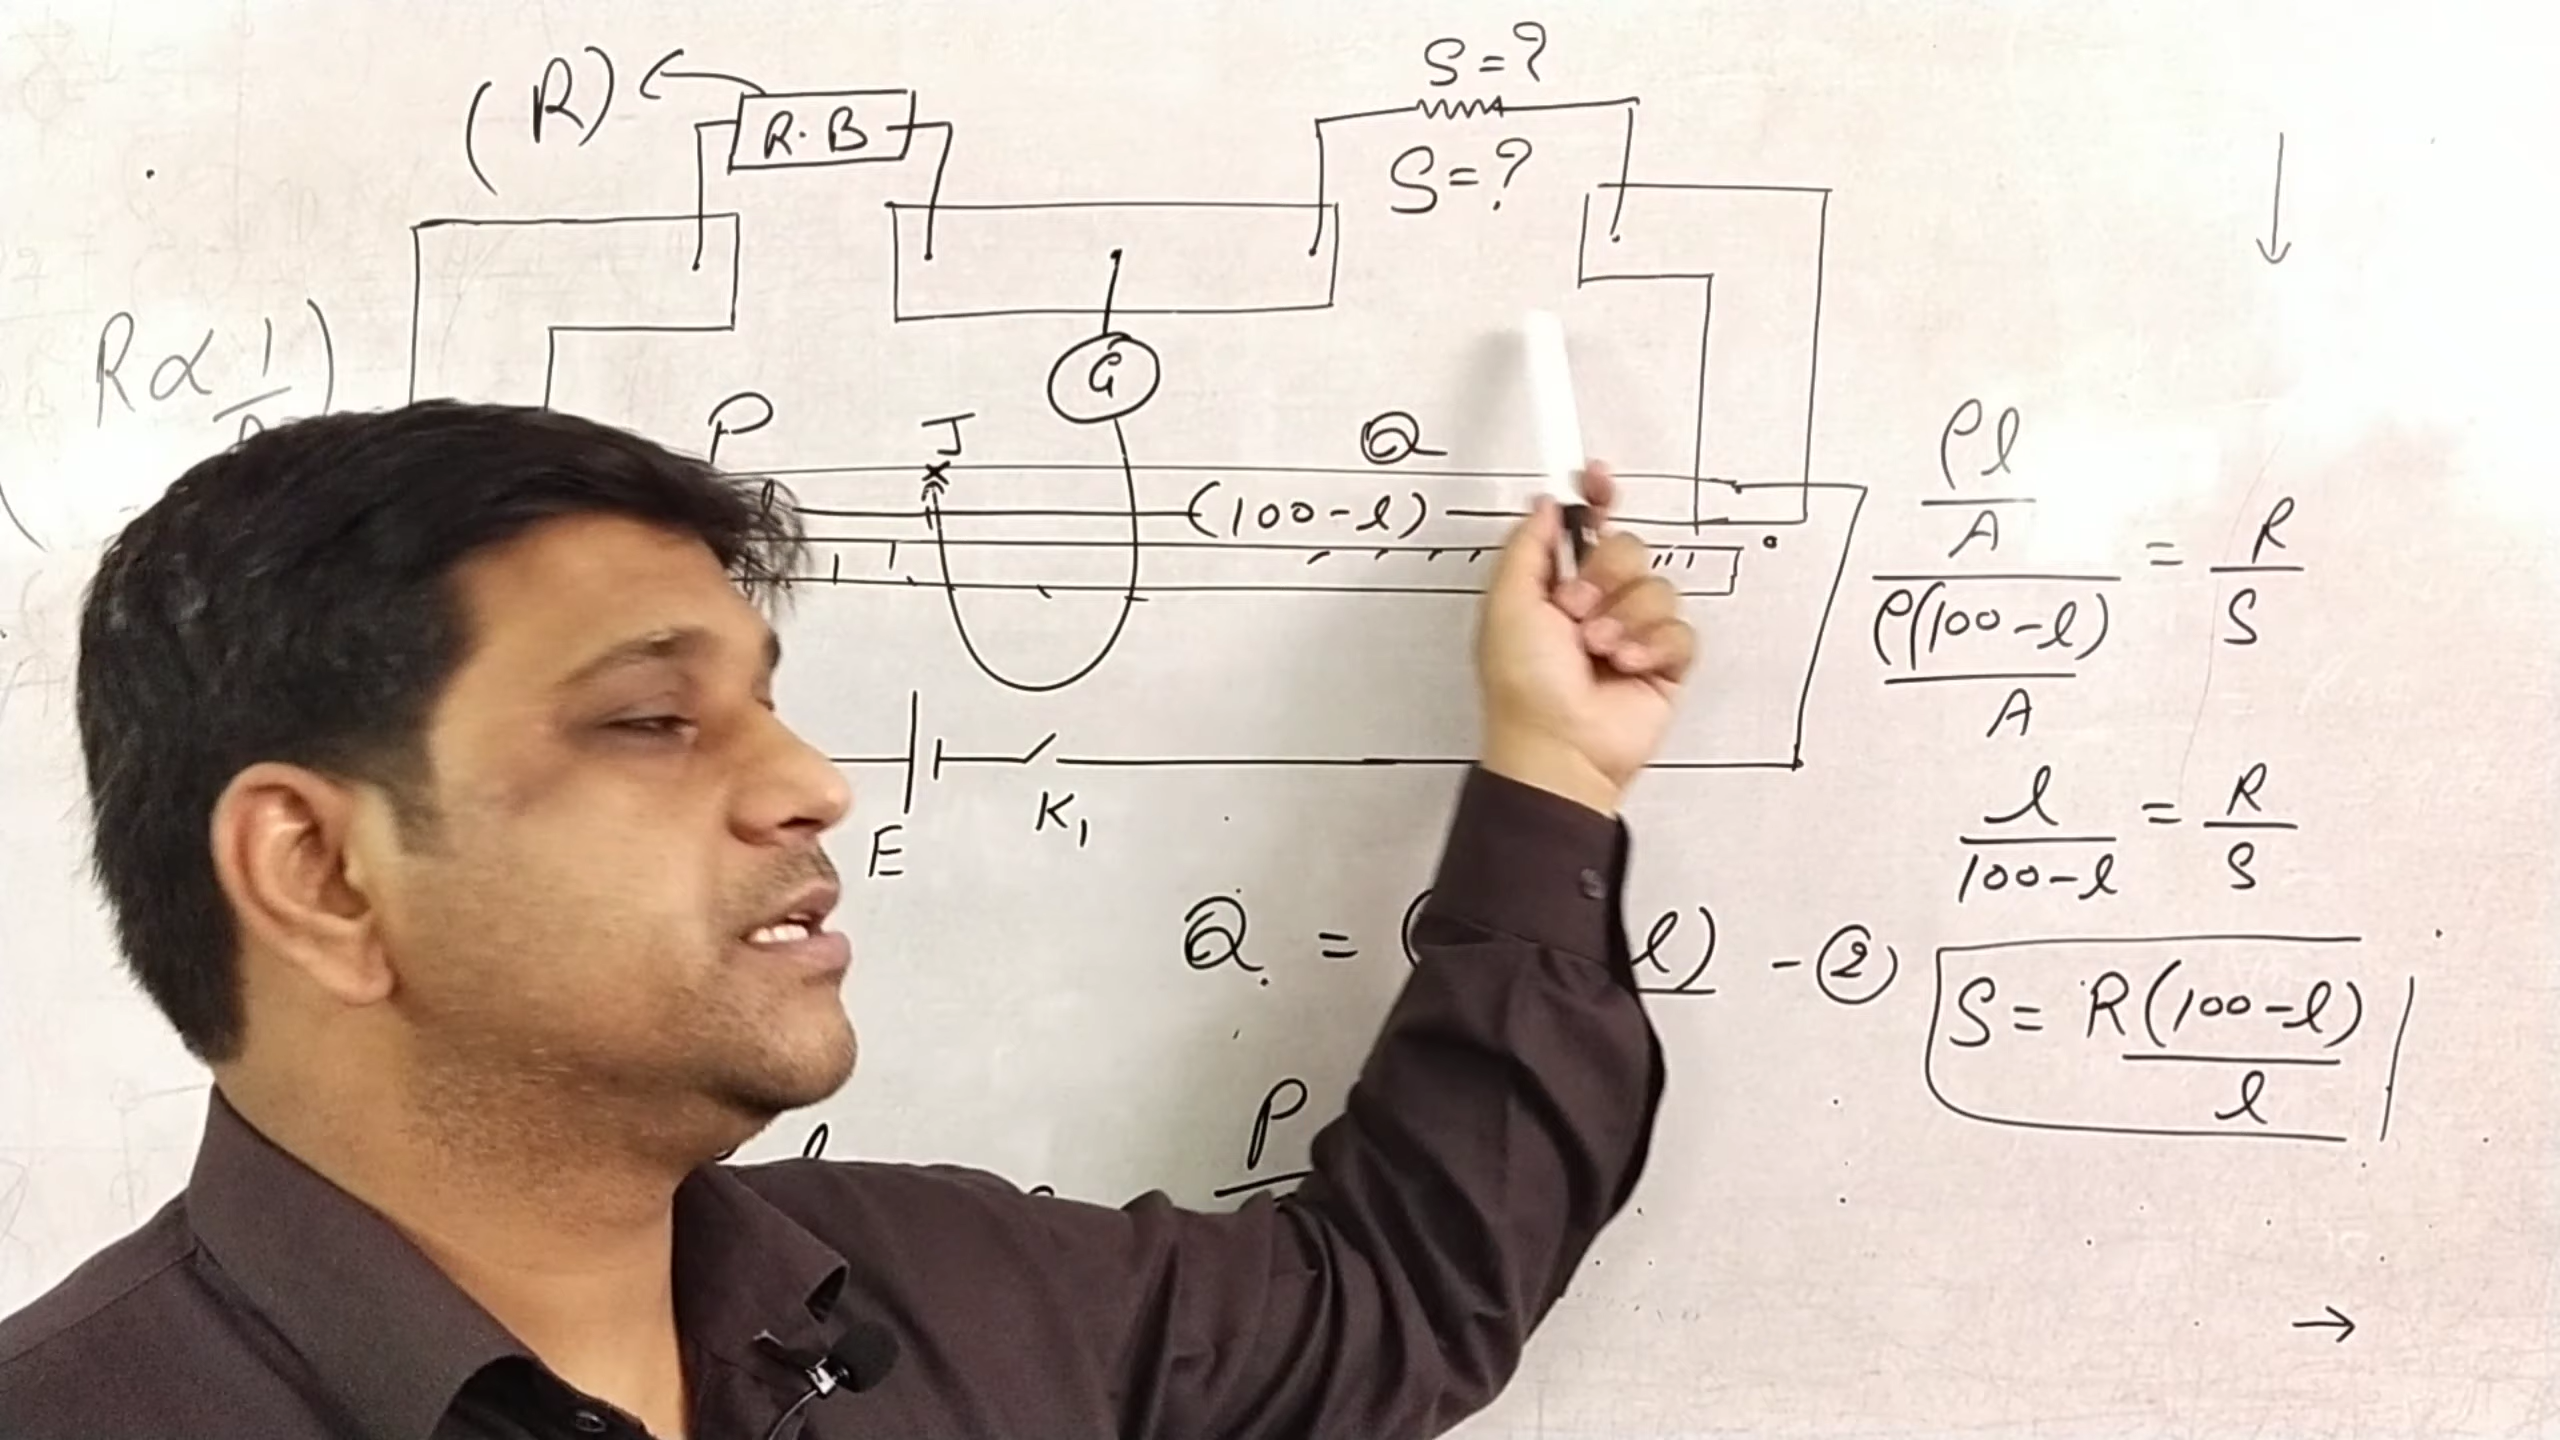 S=?
(R)
R·B
S=?
R ∝ 1/
G
P
J
Q
l
(100-l)
ρl/A / ρ(100-l)/A = R/S
E
K₁
l/100-l = R/S
Q = ( l) - ②
S = R(100-l)/l
P
l
→